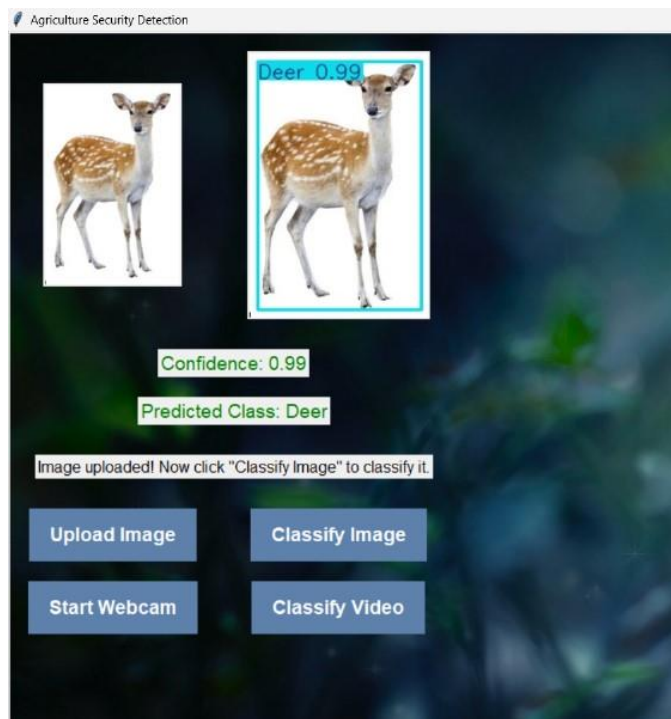 Agriculture Security Detection
Deer 0.99
Confidence: 0.99
Predicted Class: Deer
Image uploaded! Now click "Classify Image" to classify it.
Upload Image
Classify Image
Start Webcam
Classify Video